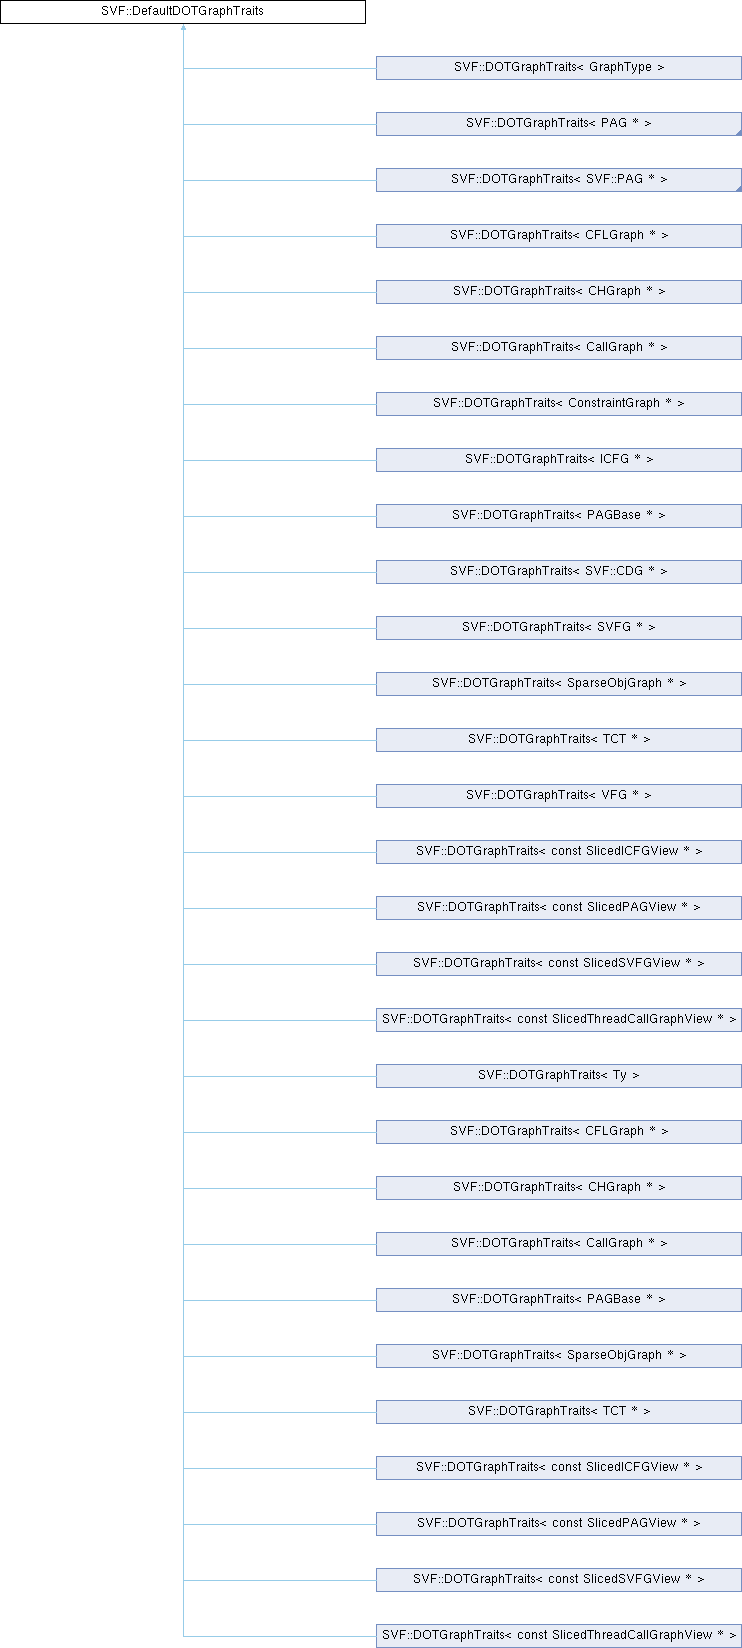 SVF::DefaultDOTGraphTraits
SVF::DOTGraphTraits< GraphType >
SVF::DOTGraphTraits< PAG * >
SVF::DOTGraphTraits< SVF::PAG * >
SVF::DOTGraphTraits< CFLGraph * >
SVF::DOTGraphTraits< CHGraph * >
SVF::DOTGraphTraits< CallGraph * >
SVF::DOTGraphTraits< ConstraintGraph * >
SVF::DOTGraphTraits< ICFG * >
SVF::DOTGraphTraits< PAGBase * >
SVF::DOTGraphTraits< SVF::CDG * >
SVF::DOTGraphTraits< SVFG * >
SVF::DOTGraphTraits< SparseObjGraph * >
SVF::DOTGraphTraits< TCT * >
SVF::DOTGraphTraits< VFG * >
SVF::DOTGraphTraits< const SlicedICFGView * >
SVF::DOTGraphTraits< const SlicedPAGView * >
SVF::DOTGraphTraits< const SlicedSVFGView * >
SVF::DOTGraphTraits< const SlicedThreadCallGraphView * >
SVF::DOTGraphTraits< Ty >
SVF::DOTGraphTraits< CFLGraph * >
SVF::DOTGraphTraits< CHGraph * >
SVF::DOTGraphTraits< CallGraph * >
SVF::DOTGraphTraits< PAGBase * >
SVF::DOTGraphTraits< SparseObjGraph * >
SVF::DOTGraphTraits< TCT * >
SVF::DOTGraphTraits< const SlicedICFGView * >
SVF::DOTGraphTraits< const SlicedPAGView * >
SVF::DOTGraphTraits< const SlicedSVFGView * >
SVF::DOTGraphTraits< const SlicedThreadCallGraphView * >